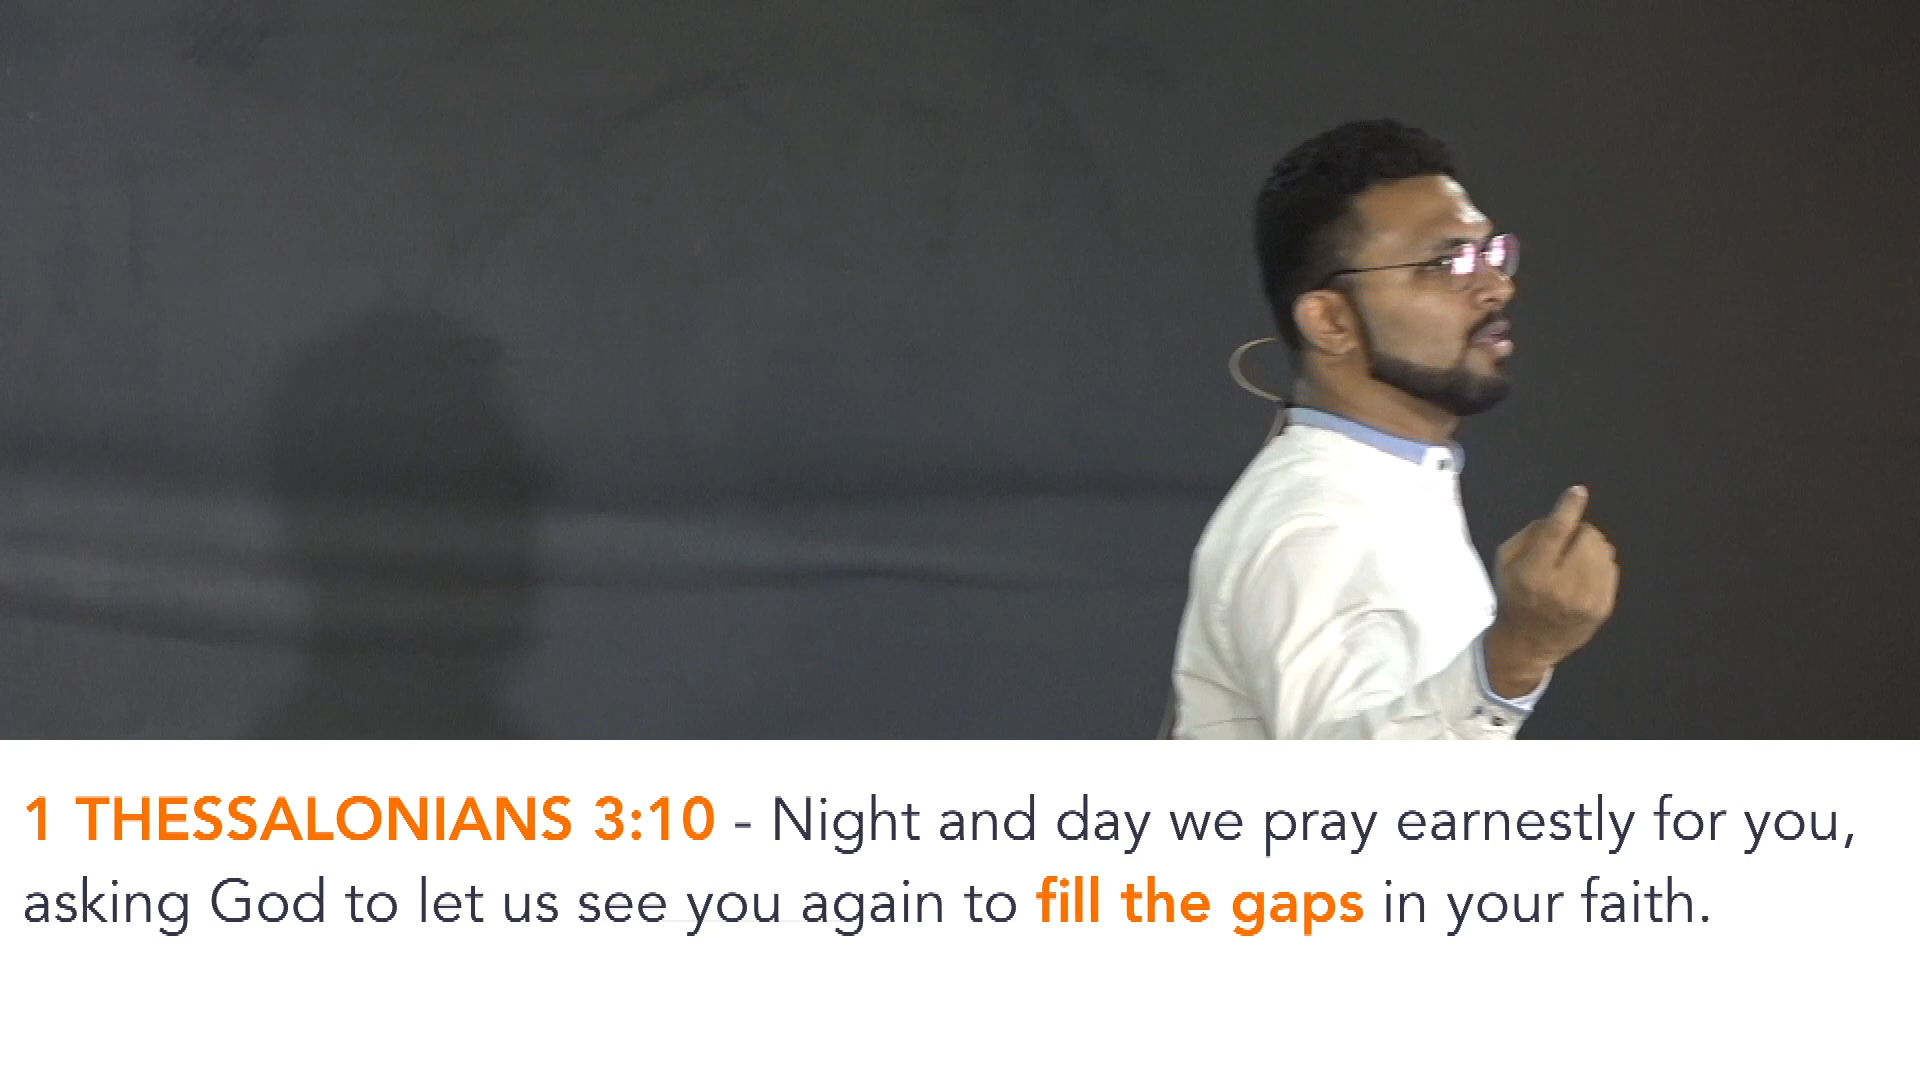 1 THESSALONIANS 3:10 - Night and day we pray earnestly for you,
asking God to let us see you again to fill the gaps in your faith.